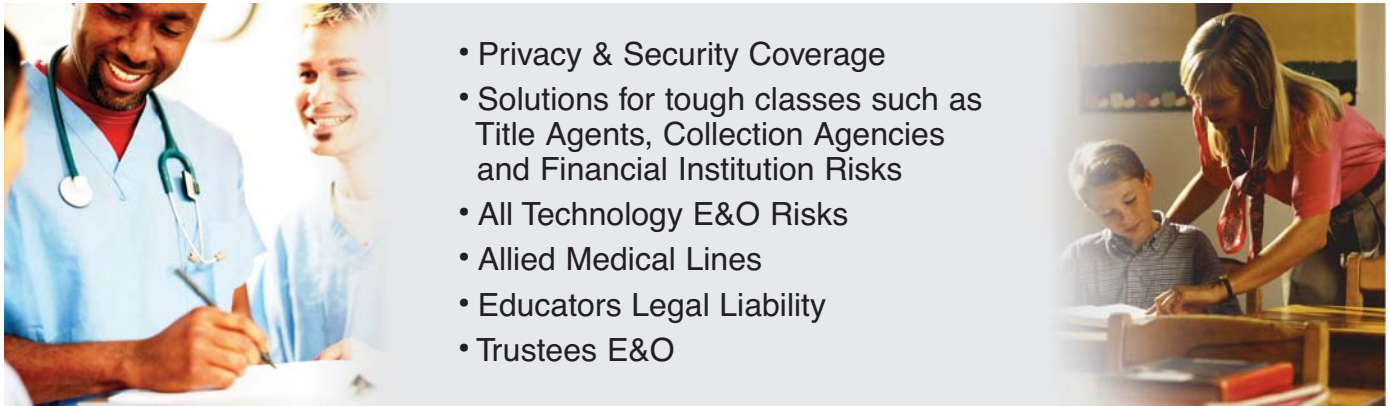 • Privacy & Security Coverage
• Solutions for tough classes such as
Title Agents, Collection Agencies
and Financial Institution Risks
• All Technology E&O Risks
• Allied Medical Lines
• Educators Legal Liability
• Trustees E&O